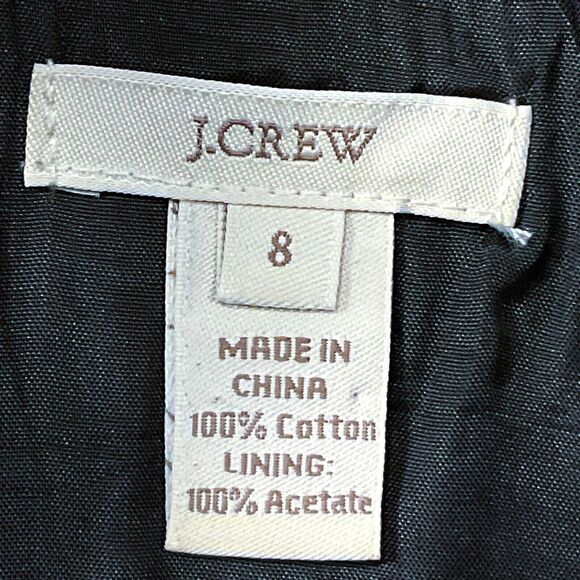 J.CREW
8
MADE IN
CHINA
100% Cotton
LINING:
100% Acetate